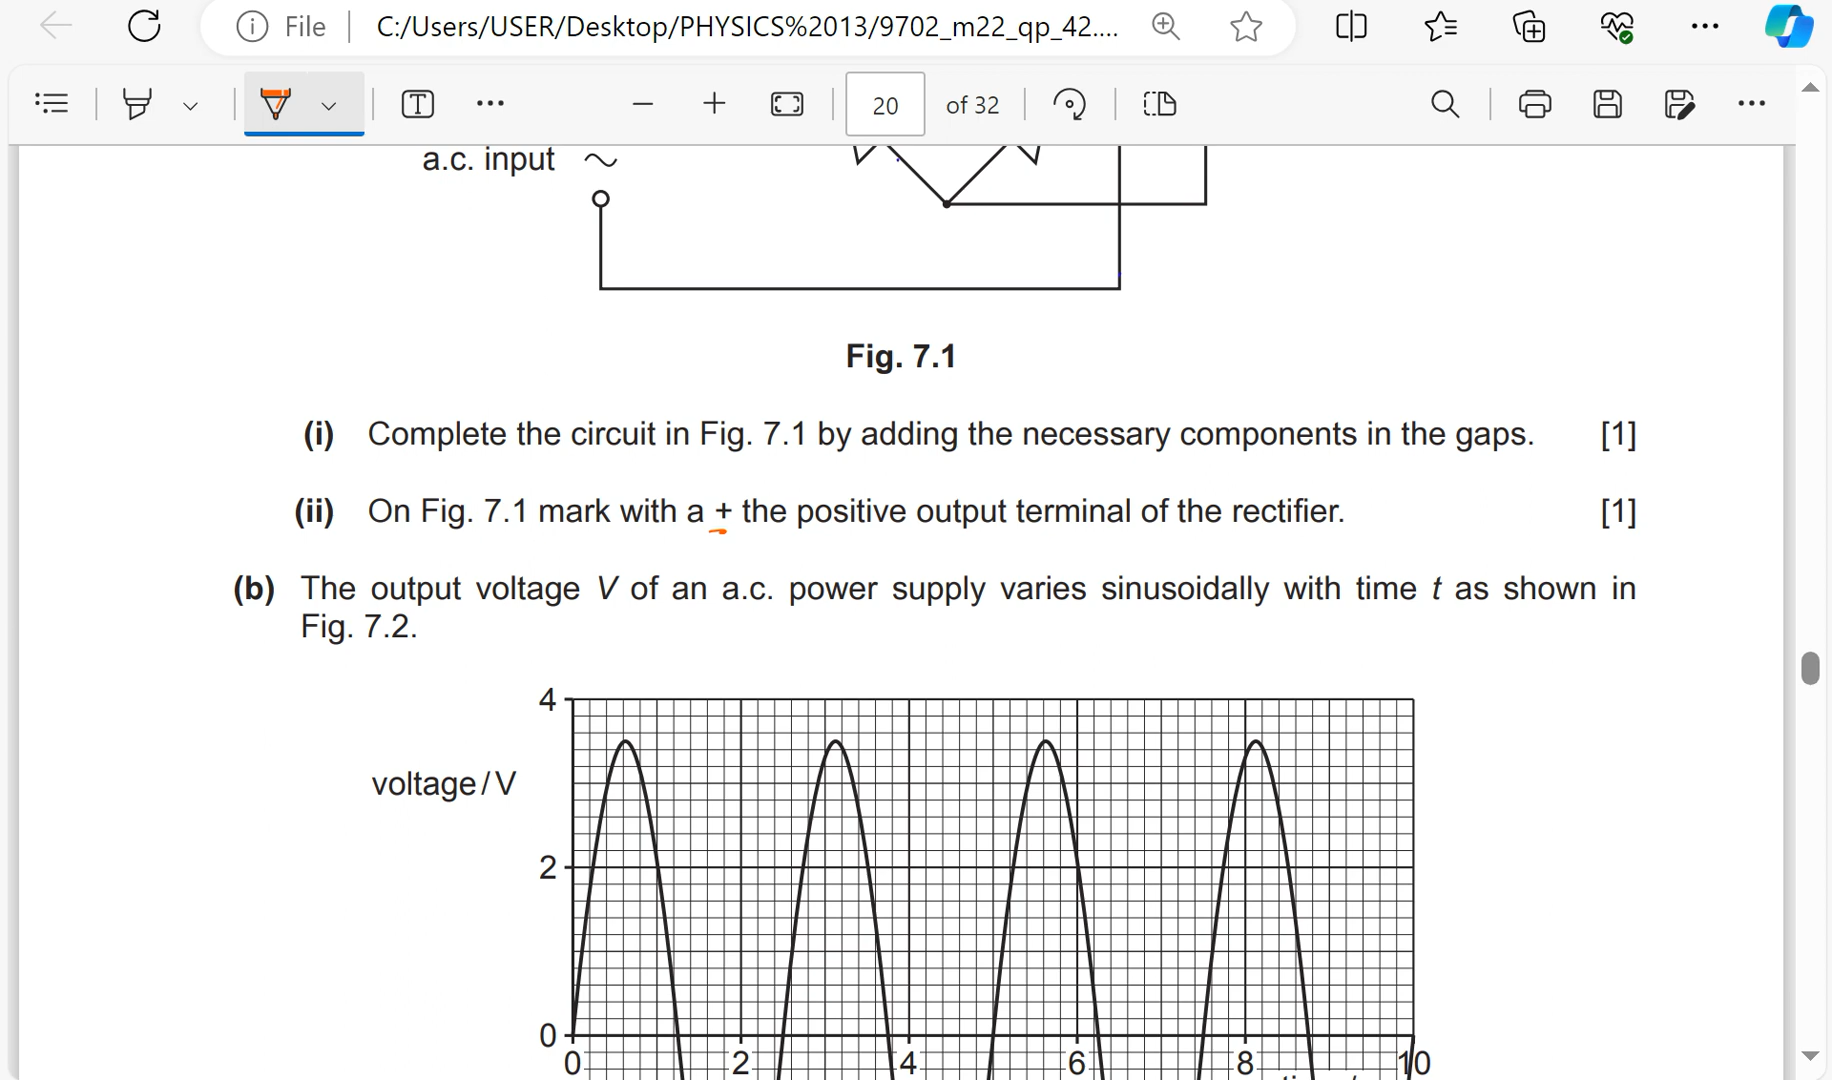 File C:/Users/USER/Desktop/PHYSICS%2013/9702_m22_qp_42....
20 of 32
a.c. input
Fig. 7.1
(i) Complete the circuit in Fig. 7.1 by adding the necessary components in the gaps. [1]
(ii) On Fig. 7.1 mark with a + the positive output terminal of the rectifier. [1]
(b) The output voltage V of an a.c. power supply varies sinusoidally with time t as shown in
Fig. 7.2.
4
voltage / V
2
0
0 2 4 6 8 10